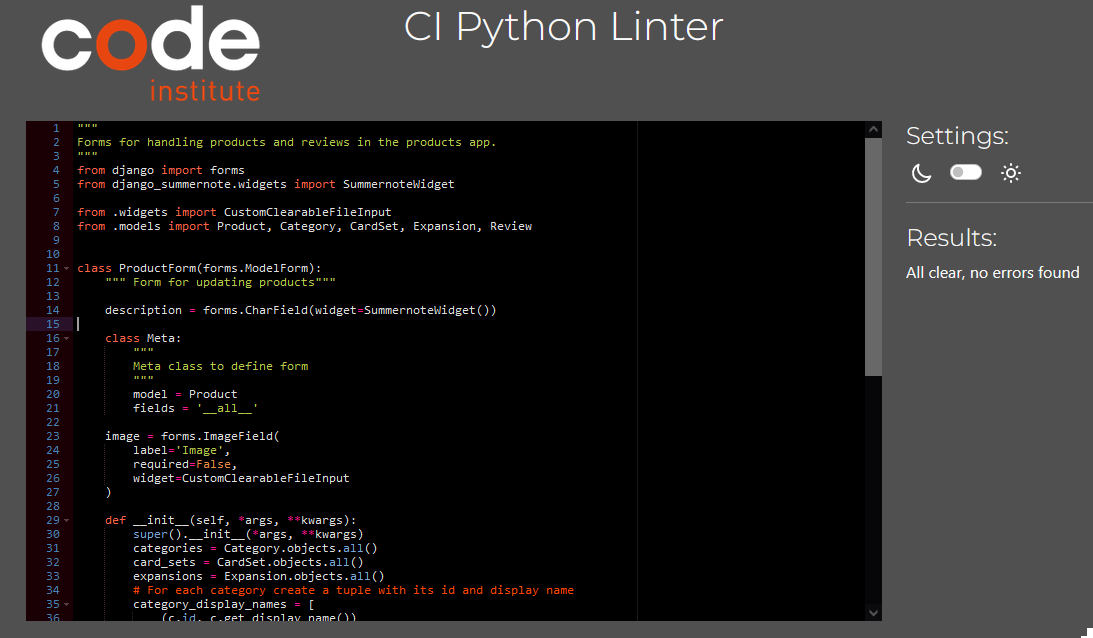 code
institute
CI Python Linter
Settings:
Results:
All clear, no errors found
1 """
2 Forms for handling products and reviews in the products app.
3 """
4 from django import forms
5 from django_summernote.widgets import SummernoteWidget
6
7 from .widgets import CustomClearableFileInput
8 from .models import Product, Category, CardSet, Expansion, Review
9
10
11 class ProductForm(forms.ModelForm):
12     """ Form for updating products"""
13
14     description = forms.CharField(widget=SummernoteWidget())
15
16     class Meta:
17         """
18         Meta class to define form
19         """
20         model = Product
21         fields = '__all__'
22
23     image = forms.ImageField(
24         label='Image',
25         required=False,
26         widget=CustomClearableFileInput
27     )
28
29     def __init__(self, *args, **kwargs):
30         super().__init__(*args, **kwargs)
31         categories = Category.objects.all()
32         card_sets = CardSet.objects.all()
33         expansions = Expansion.objects.all()
34         # For each category create a tuple with its id and display name
35         category_display_names = [
36             (c.id, c.get_display_name())